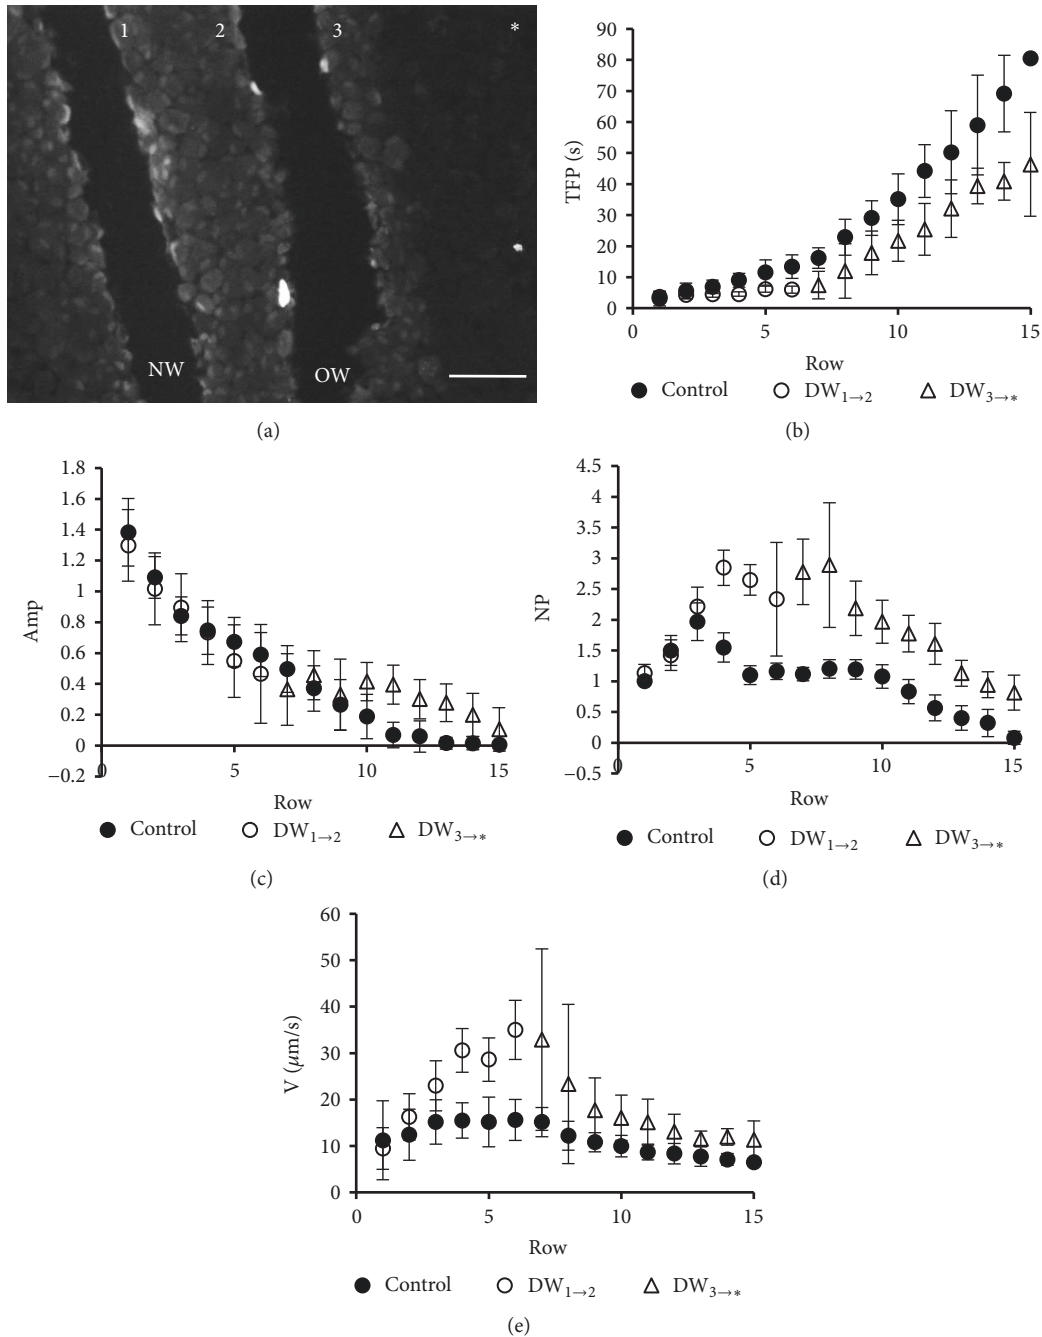 1 2 3 *
NW OW
(a)
90
80
70
60
50
40
30
20
10
0
TFP (s)
0 5 10 15
Row
Control DW1→2 DW3→*
(b)
1.8
1.6
1.4
1.2
1
0.8
0.6
0.4
0.2
0
−0.2
Amp
0 5 10 15
Row
Control DW1→2 DW3→*
(c)
4.5
4
3.5
3
2.5
2
1.5
1
0.5
0
−0.5
NP
0 5 10 15
Row
Control DW1→2 DW3→*
(d)
60
50
40
30
20
10
0
V (μm/s)
0 5 10 15
Row
Control DW1→2 DW3→*
(e)